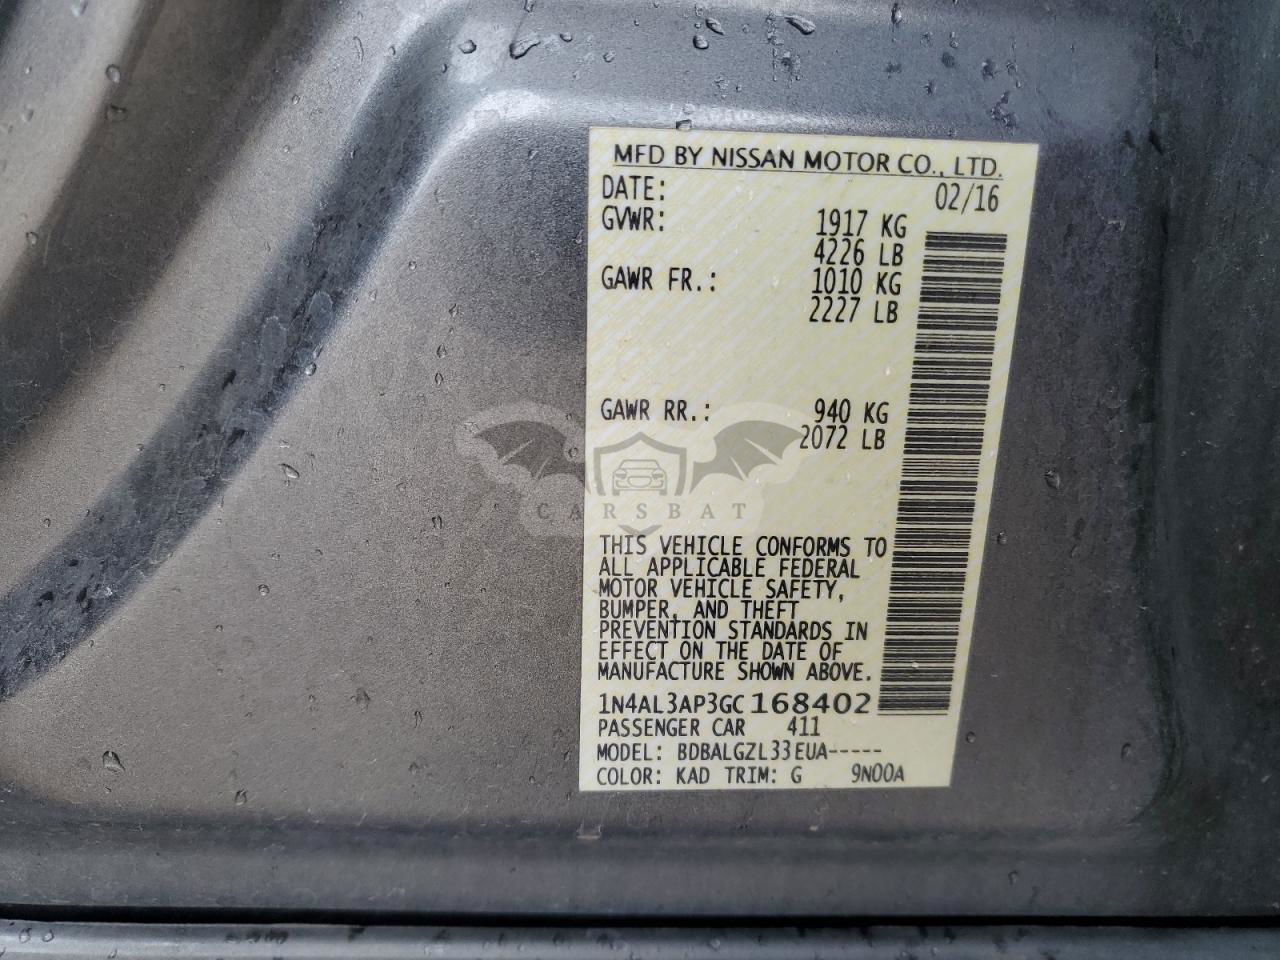 MFD BY NISSAN MOTOR CO., LTD.
DATE: 02/16
GVWR: 1917 KG
4226 LB
GAWR FR.: 1010 KG
2227 LB
GAWR RR.: 940 KG
2072 LB
CARSBAT
THIS VEHICLE CONFORMS TO
ALL APPLICABLE FEDERAL
MOTOR VEHICLE SAFETY,
BUMPER, AND THEFT
PREVENTION STANDARDS IN
EFFECT ON THE DATE OF
MANUFACTURE SHOWN ABOVE.
1N4AL3AP3GC168402
PASSENGER CAR 411
MODEL: BDBALGZL33EUA-----
COLOR: KAD TRIM: G 9N00A